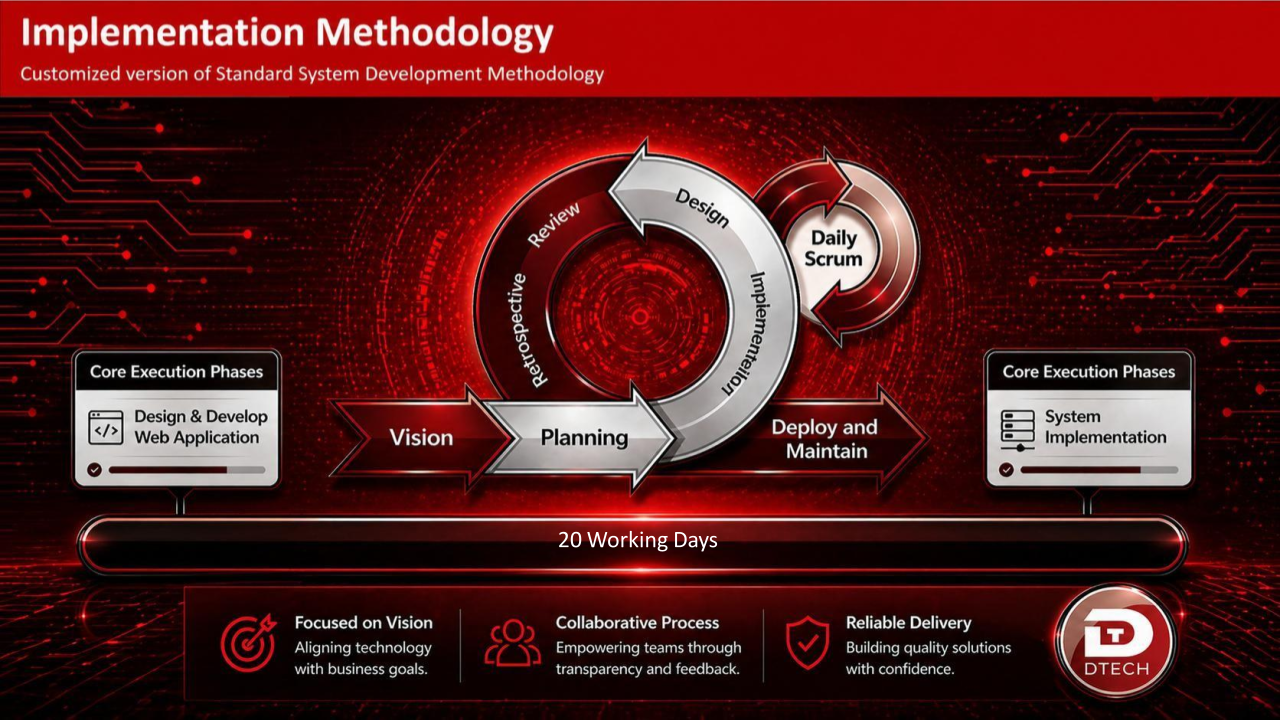 Implementation Methodology
Customized version of Standard System Development Methodology
Review
Design
Retrospective
Implementeilon
Daily
Scrum
Core Execution Phases
Design & Develop
Web Application
Vision
Planning
Deploy and
Maintain
Core Execution Phases
System
Implementation
20 Working Days
Focused on Vision
Aligning technology
with business goals.
Collaborative Process
Empowering teams through
transparency and feedback.
Reliable Delivery
Building quality solutions
with confidence.
D LT
DTECH